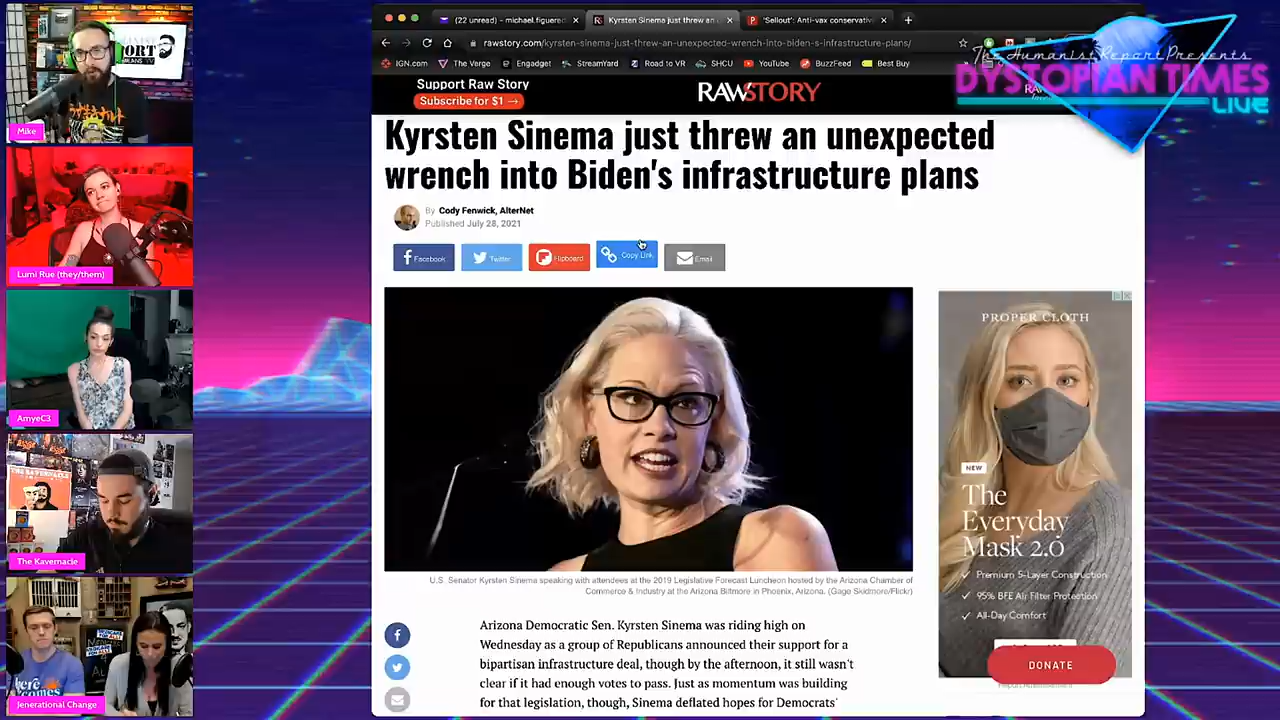 (22 unread) - michael.figuered
Kyrsten Sinema just threw an
'Sellout': Anti-vax conservativ
rawstory.com/kyrsten-sinema-just-threw-an-unexpected-wrench-into-biden-s-infrastructure-plans/
IGN.com
The Verge
Engadget
StreamYard
Road to VR
SHCU
YouTube
BuzzFeed
Best Buy
The Humanist Report Presents
DYSTOPIAN TIMES
LIVE
Support Raw Story
Subscribe for $1 →
RAWSTORY
Kyrsten Sinema just threw an unexpected
wrench into Biden's infrastructure plans
By Cody Fenwick, AlterNet
Published July 28, 2021
Facebook
Twitter
Flipboard
Copy Link
Email
U.S. Senator Kyrsten Sinema speaking with attendees at the 2019 Legislative Forecast Luncheon hosted by the Arizona Chamber of
Commerce & Industry at the Arizona Biltmore in Phoenix, Arizona. (Gage Skidmore/Flickr)
Arizona Democratic Sen. Kyrsten Sinema was riding high on
Wednesday as a group of Republicans announced their support for a
bipartisan infrastructure deal, though by the afternoon, it still wasn't
clear if it had enough votes to pass. Just as momentum was building
for that legislation, though, Sinema deflated hopes for Democrats'
PROPER CLOTH
NEW
The
Everyday
Mask 2.0
✓ Premium 5-Layer Construction
✓ 95% BFE Air Filter Protection
✓ All-Day Comfort
DONATE
Report Advertisement
Mike
Lumi Rue (they/them)
AmyeC3
The Kavernacle
Jenerational Change